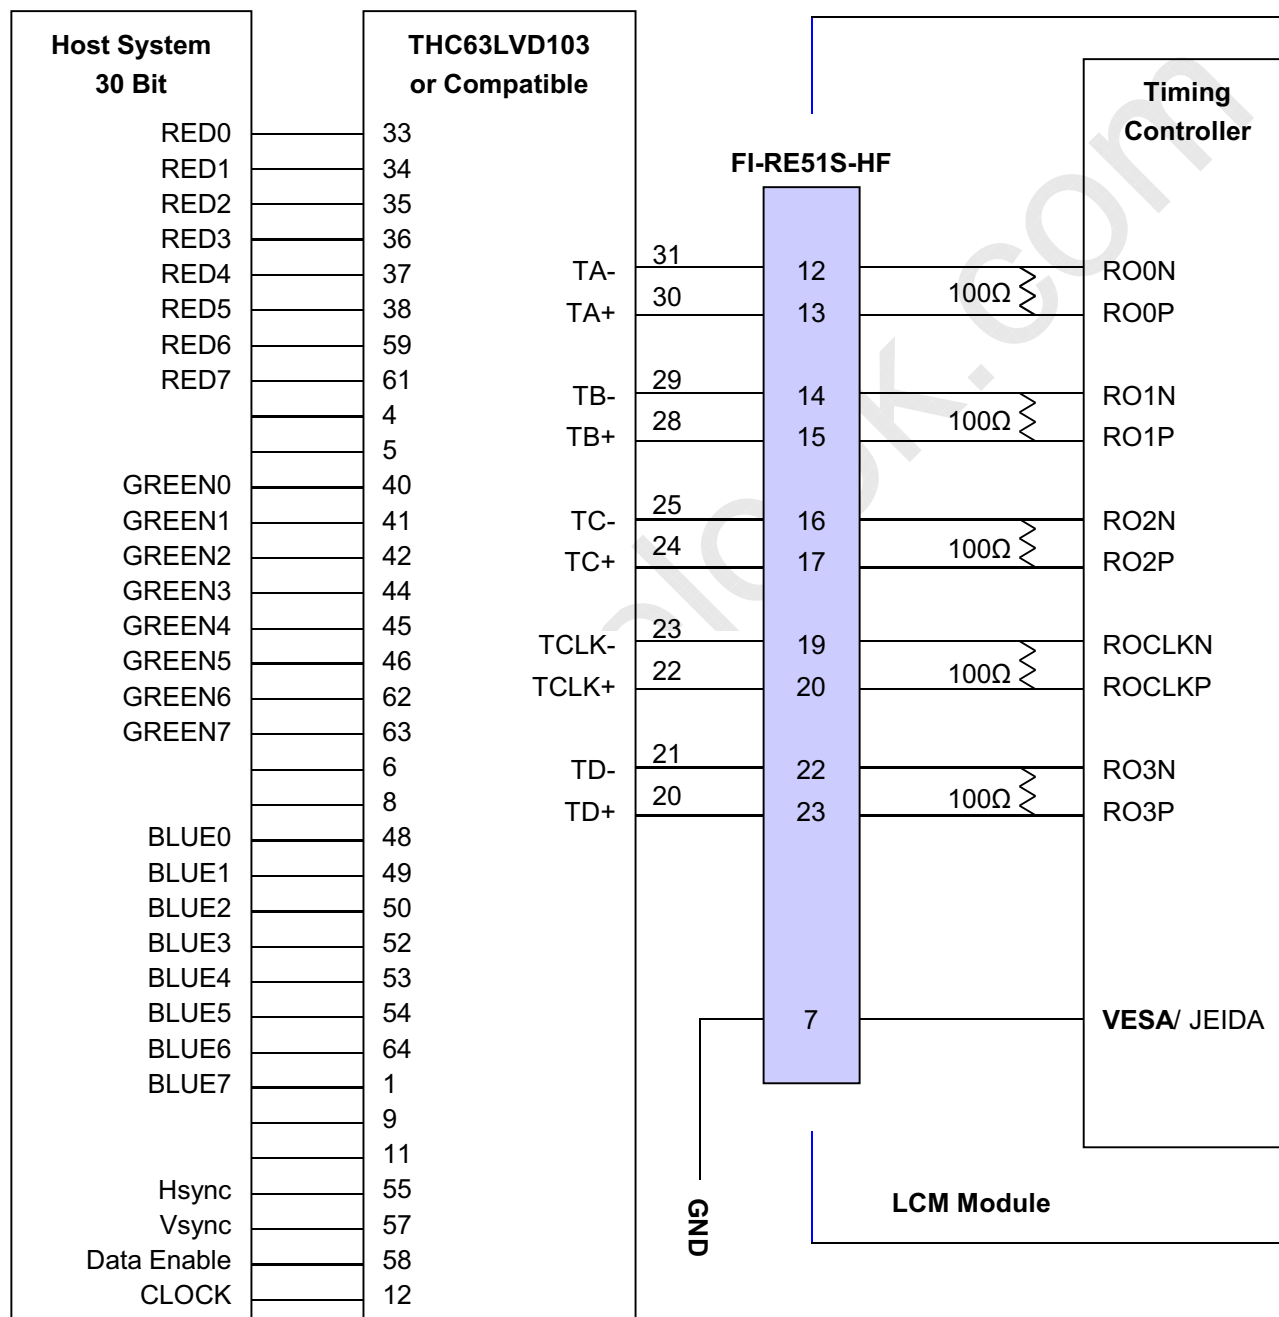 Host System
30 Bit
RED0 33
RED1 34
RED2 35
RED3 36
RED4 37
RED5 38
RED6 59
RED7 61
4
5
GREEN0 40
GREEN1 41
GREEN2 42
GREEN3 44
GREEN4 45
GREEN5 46
GREEN6 62
GREEN7 63
6
8
BLUE0 48
BLUE1 49
BLUE2 50
BLUE3 52
BLUE4 53
BLUE5 54
BLUE6 64
BLUE7 1
9
11
Hsync 55
Vsync 57
Data Enable 58
CLOCK 12
THC63LVD103
or Compatible
TA- 31
TA+ 30
TB- 29
TB+ 28
TC- 25
TC+ 24
TCLK- 23
TCLK+ 22
TD- 21
TD+ 20
FI-RE51S-HF
12
13
14
15
16
17
19
20
22
23
7
GND
100Ω
100Ω
100Ω
100Ω
100Ω
Timing
Controller
RO0N
RO0P
RO1N
RO1P
RO2N
RO2P
ROCLKN
ROCLKP
RO3N
RO3P
VESA/ JEIDA
LCM Module